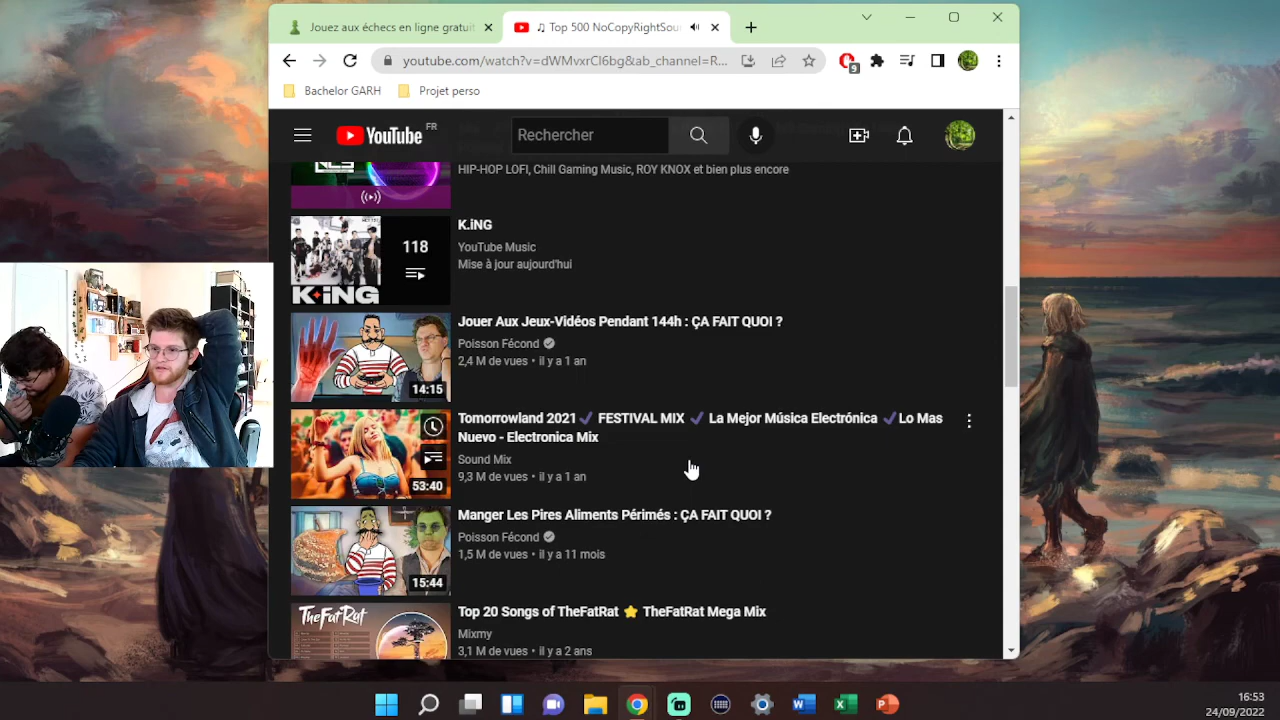 Jouez aux échecs en ligne gratuit
♫ Top 500 NoCopyRightSou
youtube.com/watch?v=dWMvxrCl6bg&ab_channel=R...
9
Bachelor GARH
Projet perso
YouTube FR
Rechercher
HIP-HOP LOFI, Chill Gaming Music, ROY KNOX et bien plus encore
118
K·iNG
K.iNG
YouTube Music
Mise à jour aujourd'hui
14:15
Jouer Aux Jeux-Vidéos Pendant 144h : ÇA FAIT QUOI ?
Poisson Fécond
2,4 M de vues • il y a 1 an
53:40
Tomorrowland 2021✔ FESTIVAL MIX ✔ La Mejor Música Electrónica ✔Lo Mas
Nuevo - Electronica Mix
Sound Mix
9,3 M de vues • il y a 1 an
15:44
Manger Les Pires Aliments Périmés : ÇA FAIT QUOI ?
Poisson Fécond
1,5 M de vues • il y a 11 mois
TheFatRat
Top 20 Songs of TheFatRat ⭐ TheFatRat Mega Mix
Mixmy
3,1 M de vues • il y a 2 ans
16:53
24/09/2022